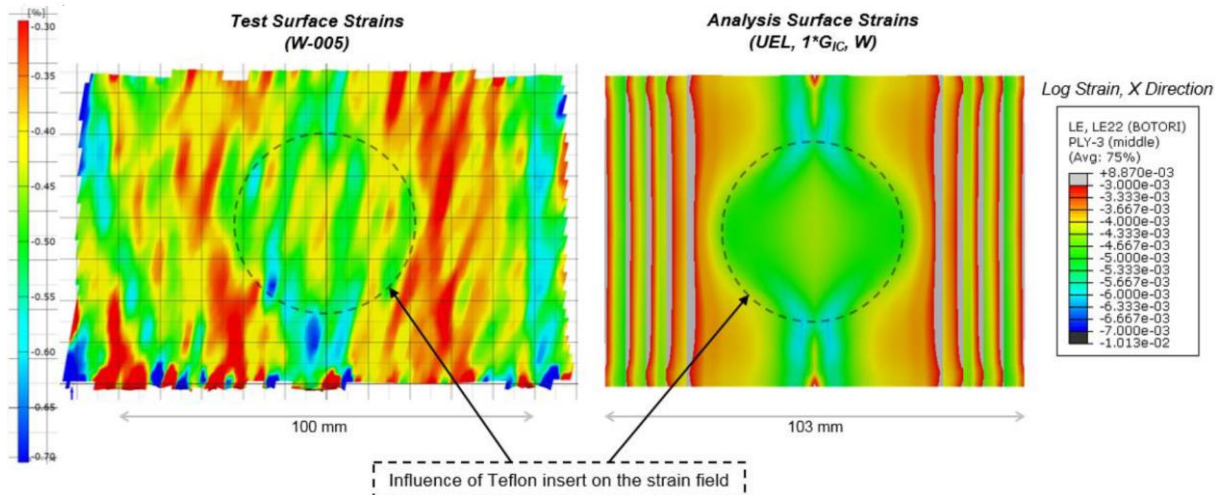 [%]
-0.30
-0.35
-0.40
-0.45
-0.50
-0.55
-0.60
-0.65
-0.70
Test Surface Strains
(W-005)
100 mm
Analysis Surface Strains
(UEL, 1*GIC, W)
103 mm
Log Strain, X Direction
LE, LE22 (BOTORI)
PLY-3 (middle)
(Avg: 75%)
+8.870e-03
-3.000e-03
-3.333e-03
-3.667e-03
-4.000e-03
-4.333e-03
-4.667e-03
-5.000e-03
-5.333e-03
-5.667e-03
-6.000e-03
-6.333e-03
-6.667e-03
-7.000e-03
-1.013e-02
Influence of Teflon insert on the strain field